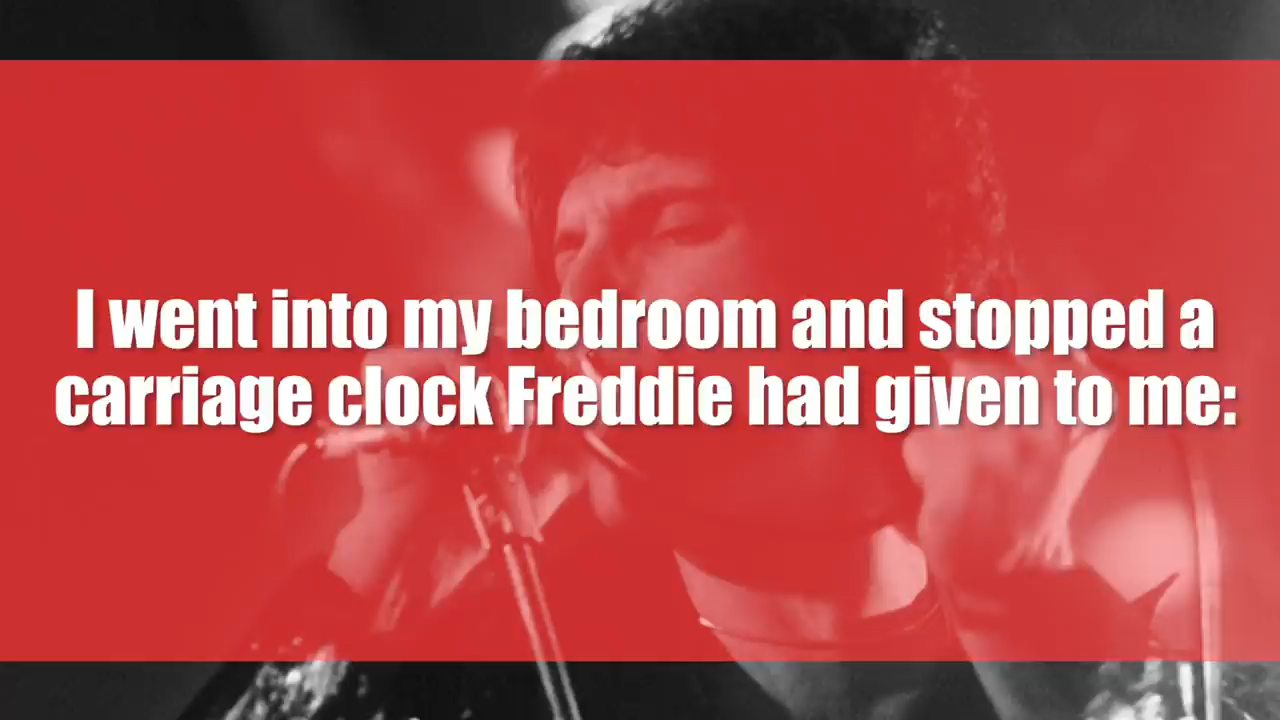 I went into my bedroom and stopped a
carriage clock Freddie had given to me: